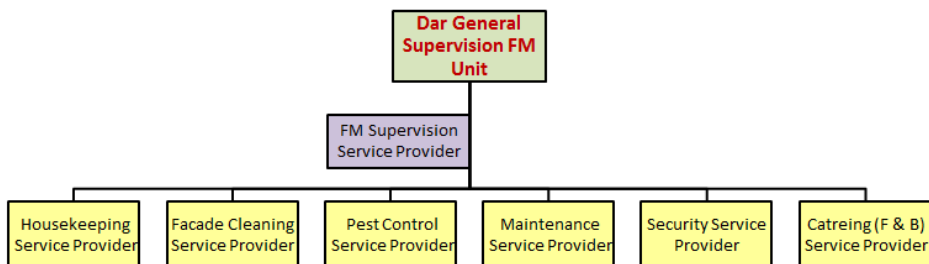 Dar General
Supervision FM
Unit
FM Supervision
Service Provider
Housekeeping
Service Provider
Facade Cleaning
Service Provider
Pest Control
Service Provider
Maintenance
Service Provider
Security Service
Provider
Catreing (F & B)
Service Provider